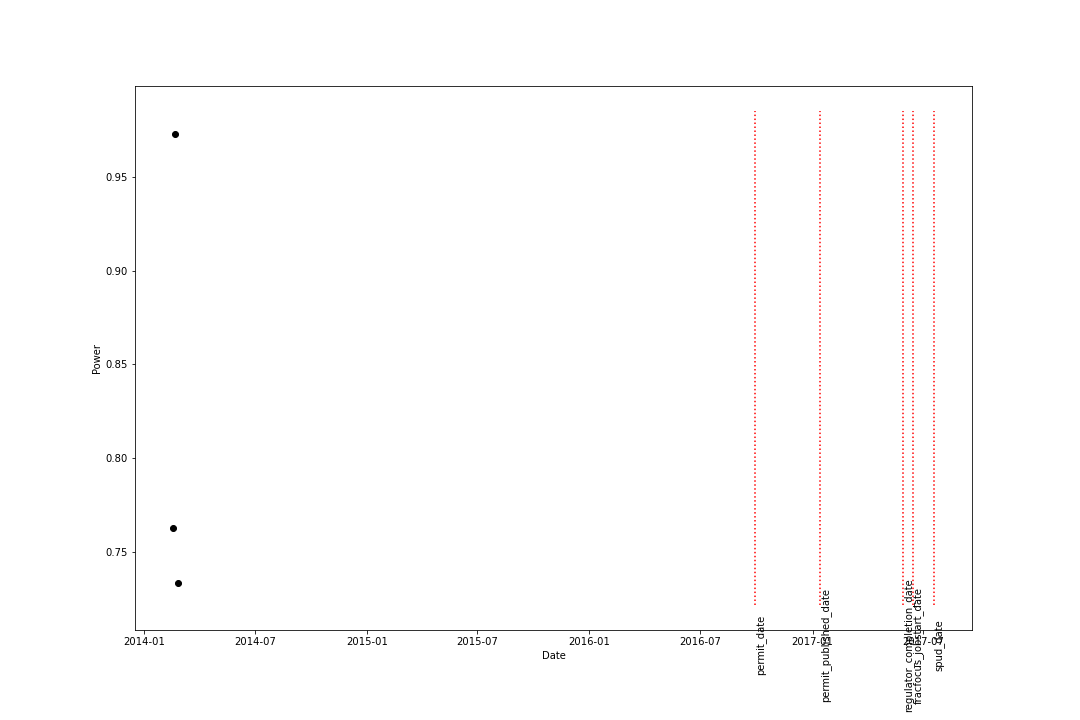 0.95
0.90
0.85
0.80
0.75
Power
2014-01
2014-07
2015-01
2015-07
2016-01
2016-07
2017-01
2017-07
Date
permit_date
permit_published_date
regulator_completion_date
fracfocus_jobstart_date
spud_date